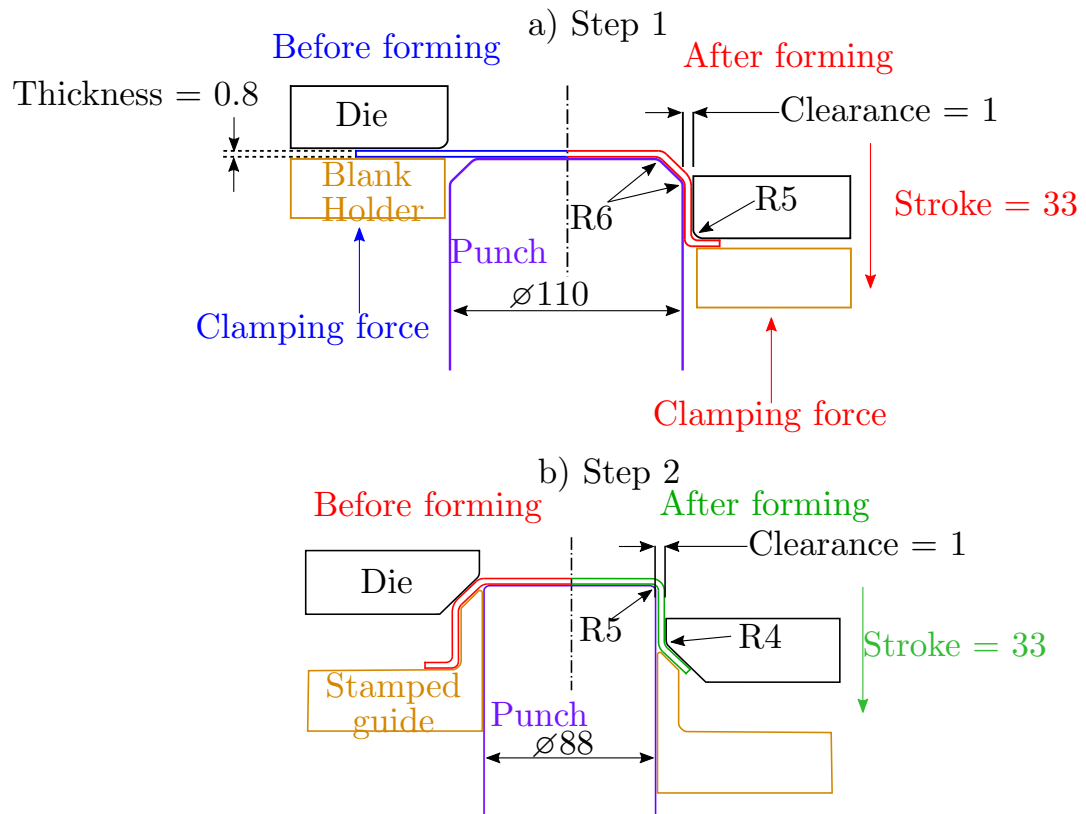 a) Step 1
Before forming
After forming
Thickness = 0.8
Die
Clearance = 1
Blank
Holder
R6
R5
Stroke = 33
Punch
⌀110
Clamping force
Clamping force
b) Step 2
Before forming
After forming
Clearance = 1
Die
R5
R4
Stroke = 33
Stamped
guide
Punch
⌀88